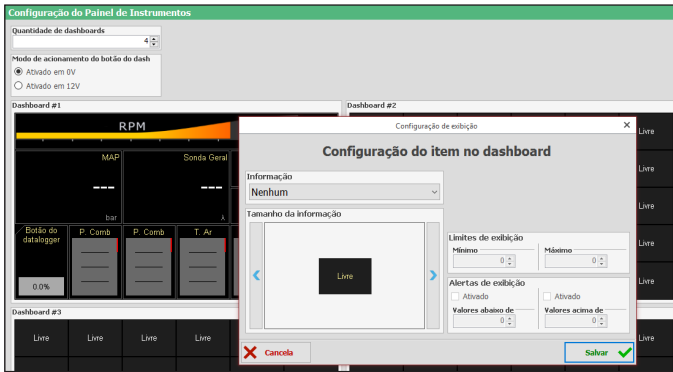 Configuração do Painel de Instrumentos
Quantidade de dashboards
4
Modo de acionamento do botão do dash
Ativado em 0V
Ativado em 12V
Dashboard #1
RPM
MAP
---
bar
Sonda Geral
---
λ
Botão do datalogger
0.0%
P. Comb
P. Comb
T. Ar
Dashboard #2
Livre
Livre
Livre
Livre
Livre
Dashboard #3
Livre
Livre
Livre
Livre
Livre
Configuração de exibição
Configuração do item no dashboard
Informação
Nenhum
Tamanho da informação
Livre
Limites de exibição
Mínimo
0
Máximo
0
Alertas de exibição
Ativado
Ativado
Valores abaixo de
0
Valores acima de
0
Cancela
Salvar